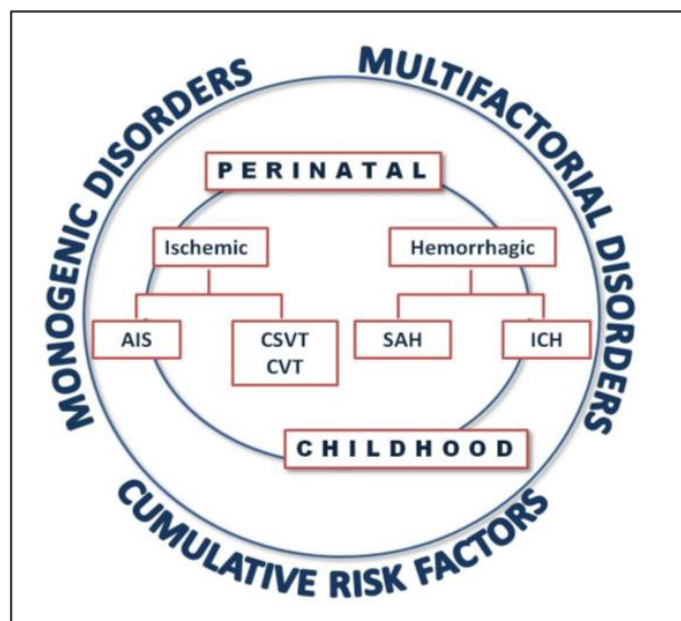 MONOGENIC DISORDERS
MULTIFACTORIAL DISORDERS
PERINATAL
Ischemic
Hemorrhagic
AIS
CSVT
CVT
SAH
ICH
CHILDHOOD
CUMULATIVE RISK FACTORS